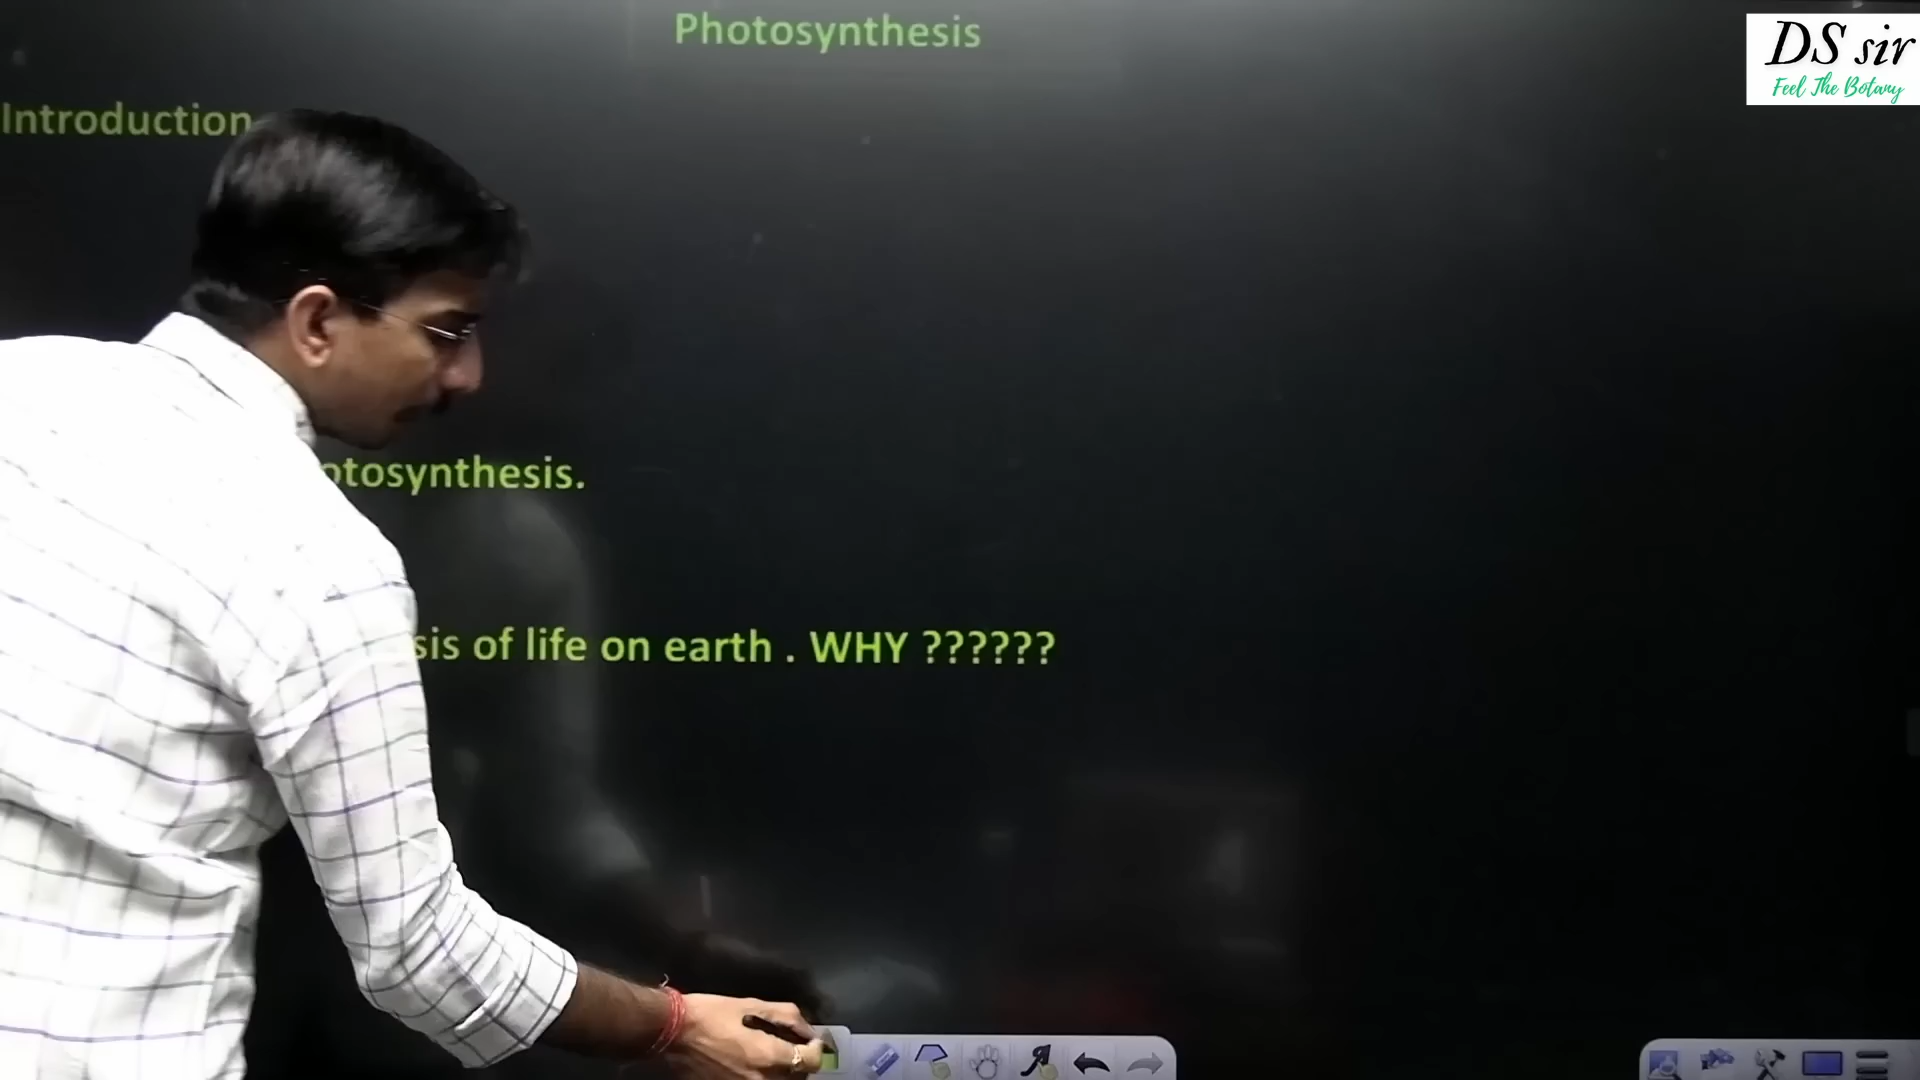 Photosynthesis
DS sir
Feel The Botany
Introduction
otosynthesis.
sis of life on earth . WHY ??????